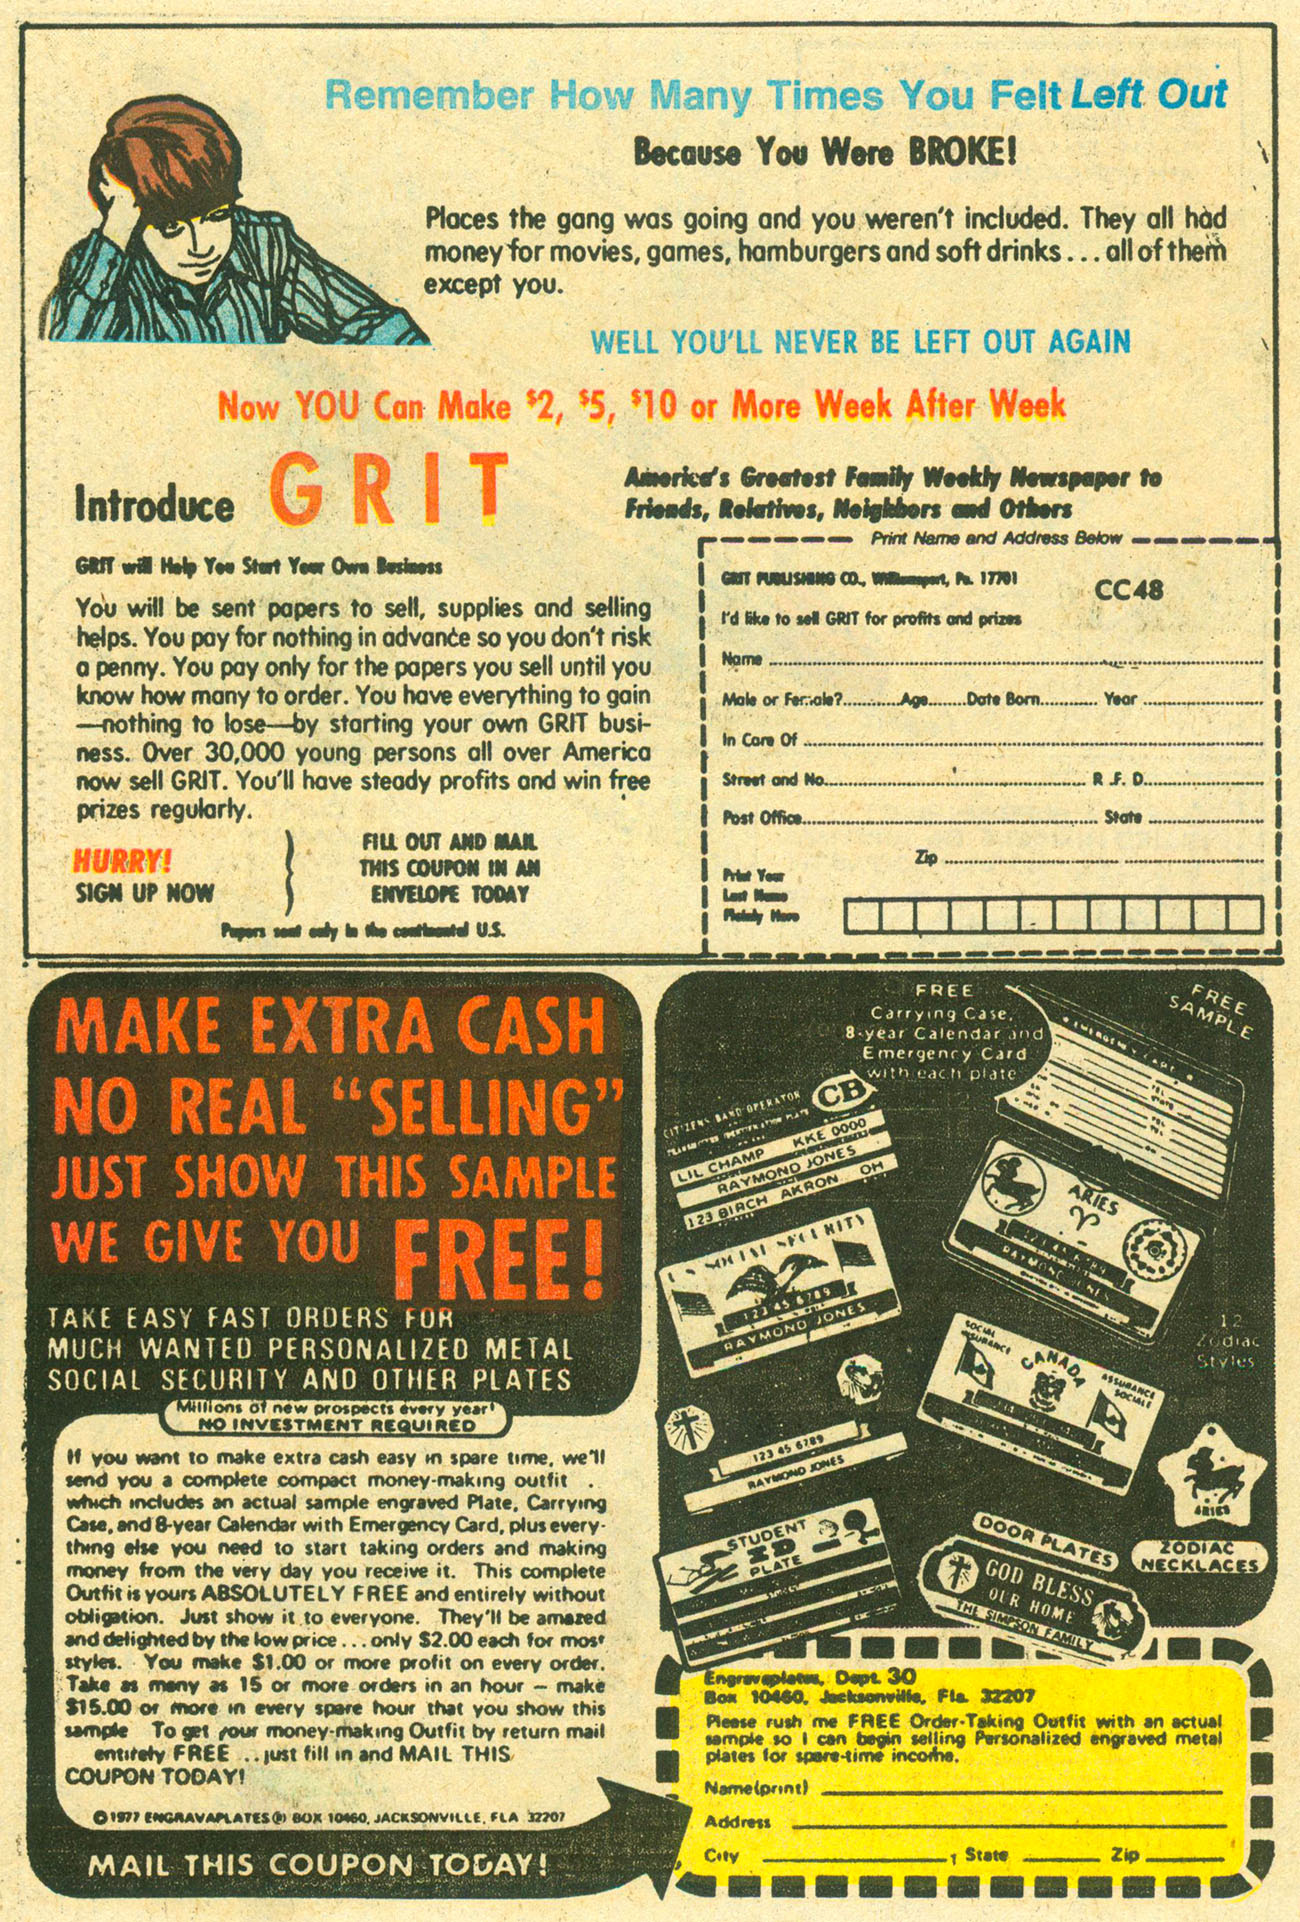 Remember How Many Times You Felt Left Out
Because You Were BROKE!
Places the gang was going and you weren't included. They all had
money for movies, games, hamburgers and soft drinks . . . all of them
except you.
WELL YOU'LL NEVER BE LEFT OUT AGAIN
Now YOU Can Make $2, $5, $10 or More Week After Week
Introduce GRIT
America's Greatest Family Weekly Newspaper to
Friends, Relatives, Neighbors and Others
GRIT will Help You Start Your Own Business
You will be sent papers to sell, supplies and selling
helps. You pay for nothing in advance so you don't risk
a penny. You pay only for the papers you sell until you
know how many to order. You have everything to gain
—nothing to lose—by starting your own GRIT busi-
ness. Over 30,000 young persons all over America
now sell GRIT. You'll have steady profits and win free
prizes regularly.
HURRY!
SIGN UP NOW
FILL OUT AND MAIL
THIS COUPON IN AN
ENVELOPE TODAY
Papers sent only in the continental U.S.
Print Name and Address Below
GRIT PUBLISHING CO., Williamsport, Pa. 17701
CC48
I'd like to sell GRIT for profits and prizes
Name
Male or Female? Age Date Born Year
In Care Of
Street and No. R.F.D.
Post Office State
Zip
Print Your
Last Name
Plainly Here
MAKE EXTRA CASH
NO REAL "SELLING"
JUST SHOW THIS SAMPLE
WE GIVE YOU FREE!
TAKE EASY FAST ORDERS FOR
MUCH WANTED PERSONALIZED METAL
SOCIAL SECURITY AND OTHER PLATES
Millions of new prospects every year!
NO INVESTMENT REQUIRED
If you want to make extra cash easy in spare time, we'll
send you a complete compact money-making outfit . .
which includes an actual sample engraved Plate, Carrying
Case, and 8-year Calendar with Emergency Card, plus every-
thing else you need to start taking orders and making
money from the very day you receive it. This complete
Outfit is yours ABSOLUTELY FREE and entirely without
obligation. Just show it to everyone. They'll be amazed
and delighted by the low price . . . only $2.00 each for most
styles. You make $1.00 or more profit on every order.
Take as many as 15 or more orders in an hour — make
$15.00 or more in every spare hour that you show this
sample To get your money-making Outfit by return mail
entirely FREE . . . just fill in and MAIL THIS
COUPON TODAY!
©1977 ENGRAVAPLATES® BOX 10460, JACKSONVILLE, FLA 32207
MAIL THIS COUPON TODAY!
FREE
Carrying Case,
8-year Calendar and
Emergency Card
with each plate
FREE
SAMPLE
EMERGENCY CARD
CITIZENS BAND OPERATOR
CB
KKE 0000
LIL CHAMP
RAYMOND JONES
123 BIRCH AKRON OH
SOCIAL SECURITY
123 45 6789
RAYMOND JONES
ARIES
RAYMOND JONES
12
Zodiac
Styles
SOCIAL
ASSURANCE
CANADA
ASSURANCE
SOCIALE
123 45 6789
RAYMOND JONES
ARIES
STUDENT
ID
PLATE
DOOR PLATES
ZODIAC
NECKLACES
GOD BLESS
OUR HOME
THE SIMPSON FAMILY
Engravaplates, Dept. 30
Box 10460, Jacksonville, Fla. 32207
Please rush me FREE Order-Taking Outfit with an actual
sample so I can begin selling Personalized engraved metal
plates for spare-time income.
Name(print)
Address
City , State Zip